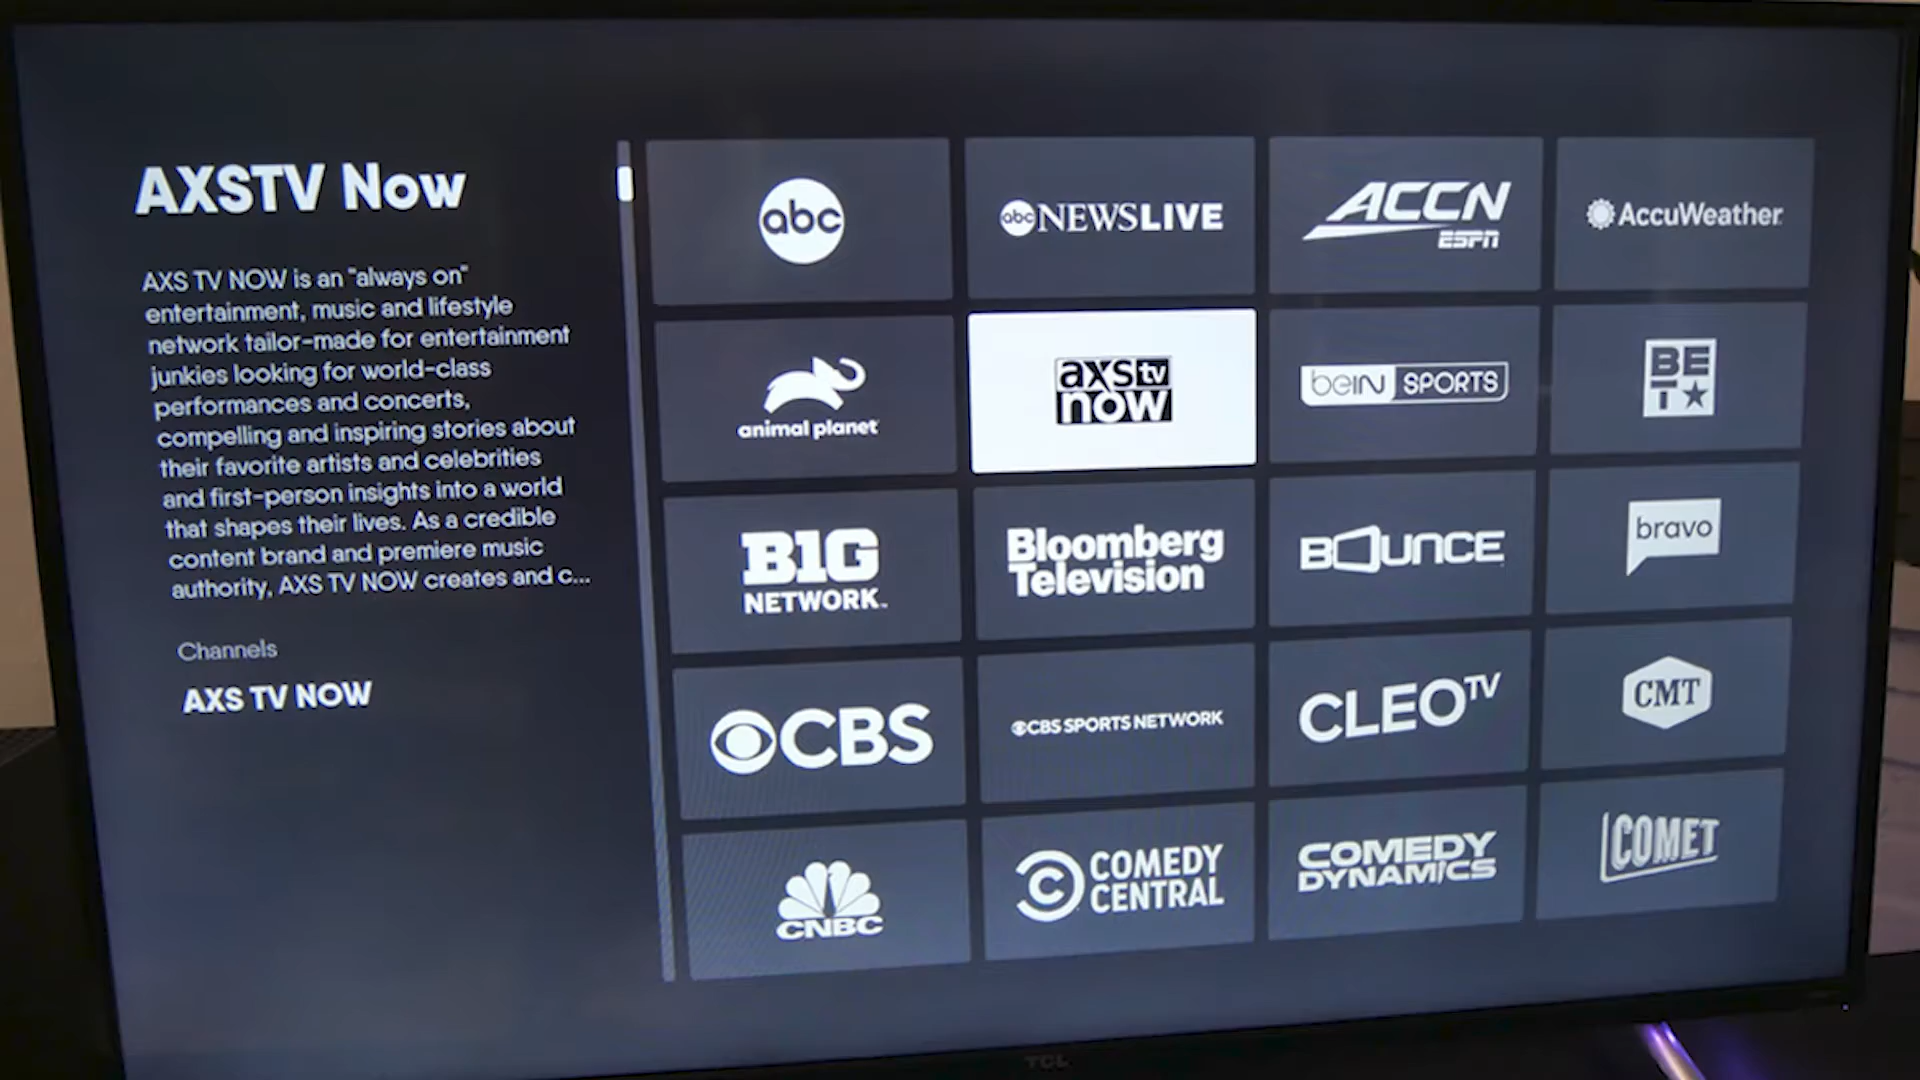 AXSTV Now
AXS TV NOW is an "always on"
entertainment, music and lifestyle
network tailor-made for entertainment
junkies looking for world-class
performances and concerts,
compelling and inspiring stories about
their favorite artists and celebrities
and first-person insights into a world
that shapes their lives. As a credible
content brand and premiere music
authority, AXS TV NOW creates and c...
Channels
AXS TV NOW
abc
abc NEWS LIVE
ACCN
ESPN
AccuWeather
animal planet
axs tv
now
beIN SPORTS
BE
T
B1G
NETWORK™
Bloomberg
Television
BOUNCE
bravo
CBS
CBS SPORTS NETWORK
CLEO TV
CMT
CNBC
COMEDY
CENTRAL
COMEDY
DYNAMICS
COMET
TCL